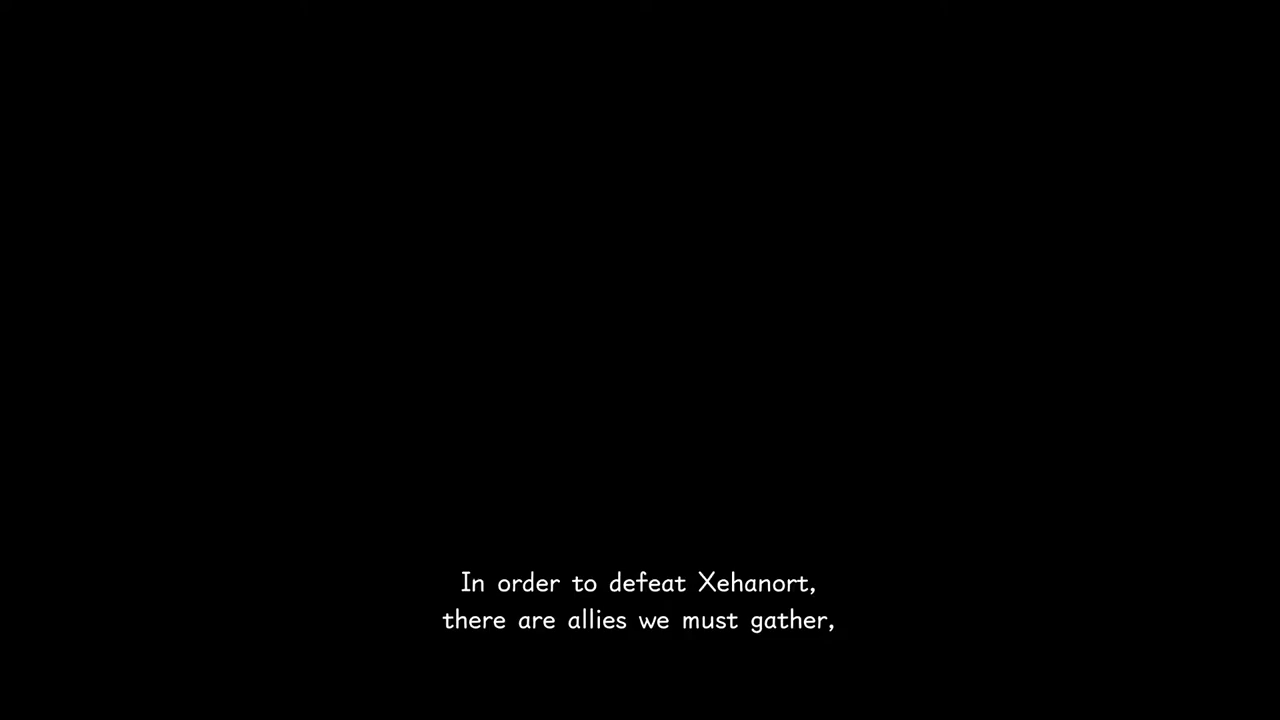 In order to defeat Xehanort,
there are allies we must gather,